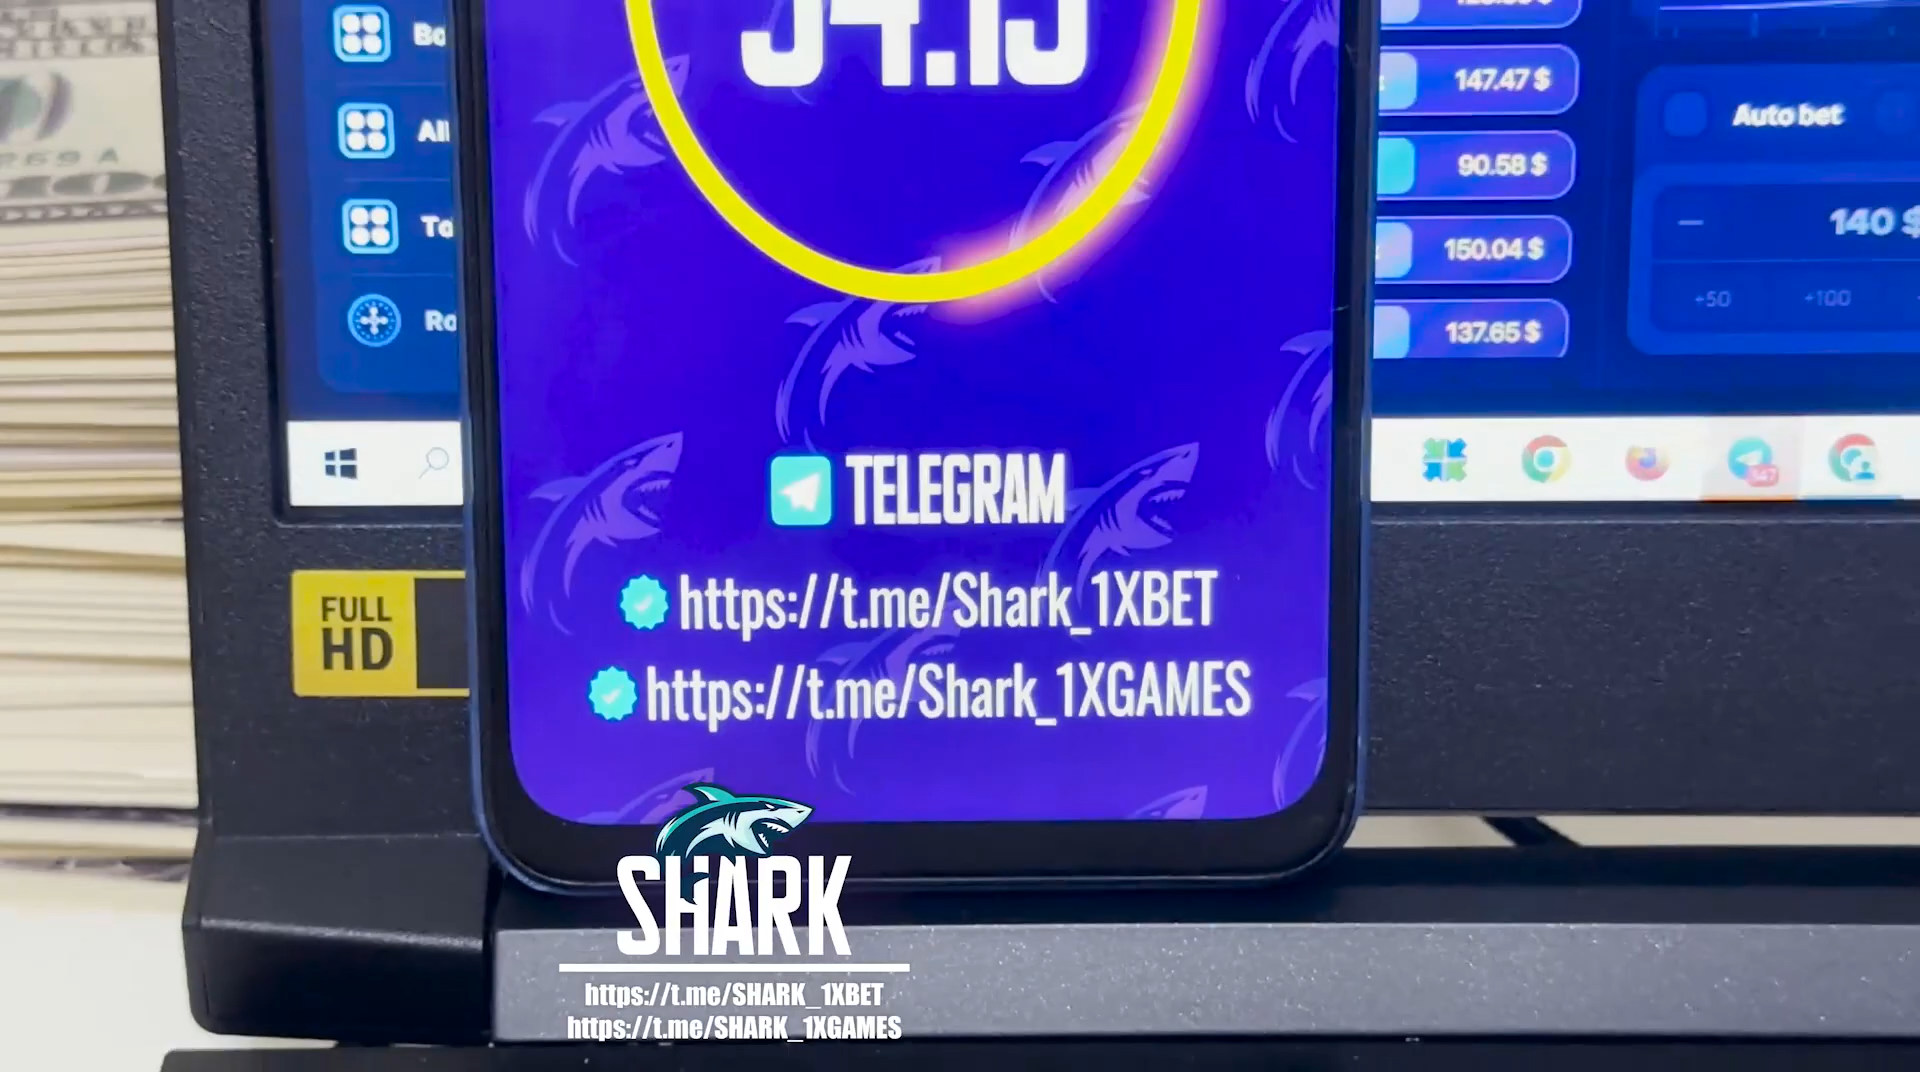 147.47 $
Auto bet
90.58 $
140 $
150.04 $
+50
+100
137.65 $
All
FULL
HD
347
TELEGRAM
https://t.me/Shark_1XBET
https://t.me/Shark_1XGAMES
SHARK
https://t.me/SHARK_1XBET
https://t.me/SHARK_1XGAMES